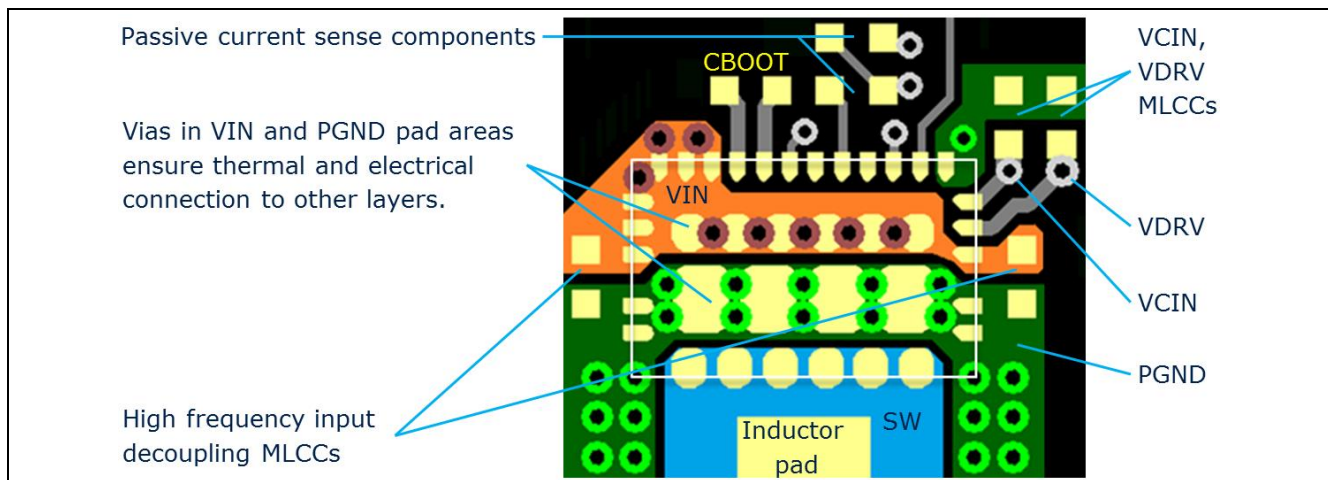 Passive current sense components
CBOOT
VCIN,
VDRV
MLCCs
Vias in VIN and PGND pad areas
ensure thermal and electrical
connection to other layers.
VIN
VDRV
VCIN
PGND
High frequency input
decoupling MLCCs
SW
Inductor
pad